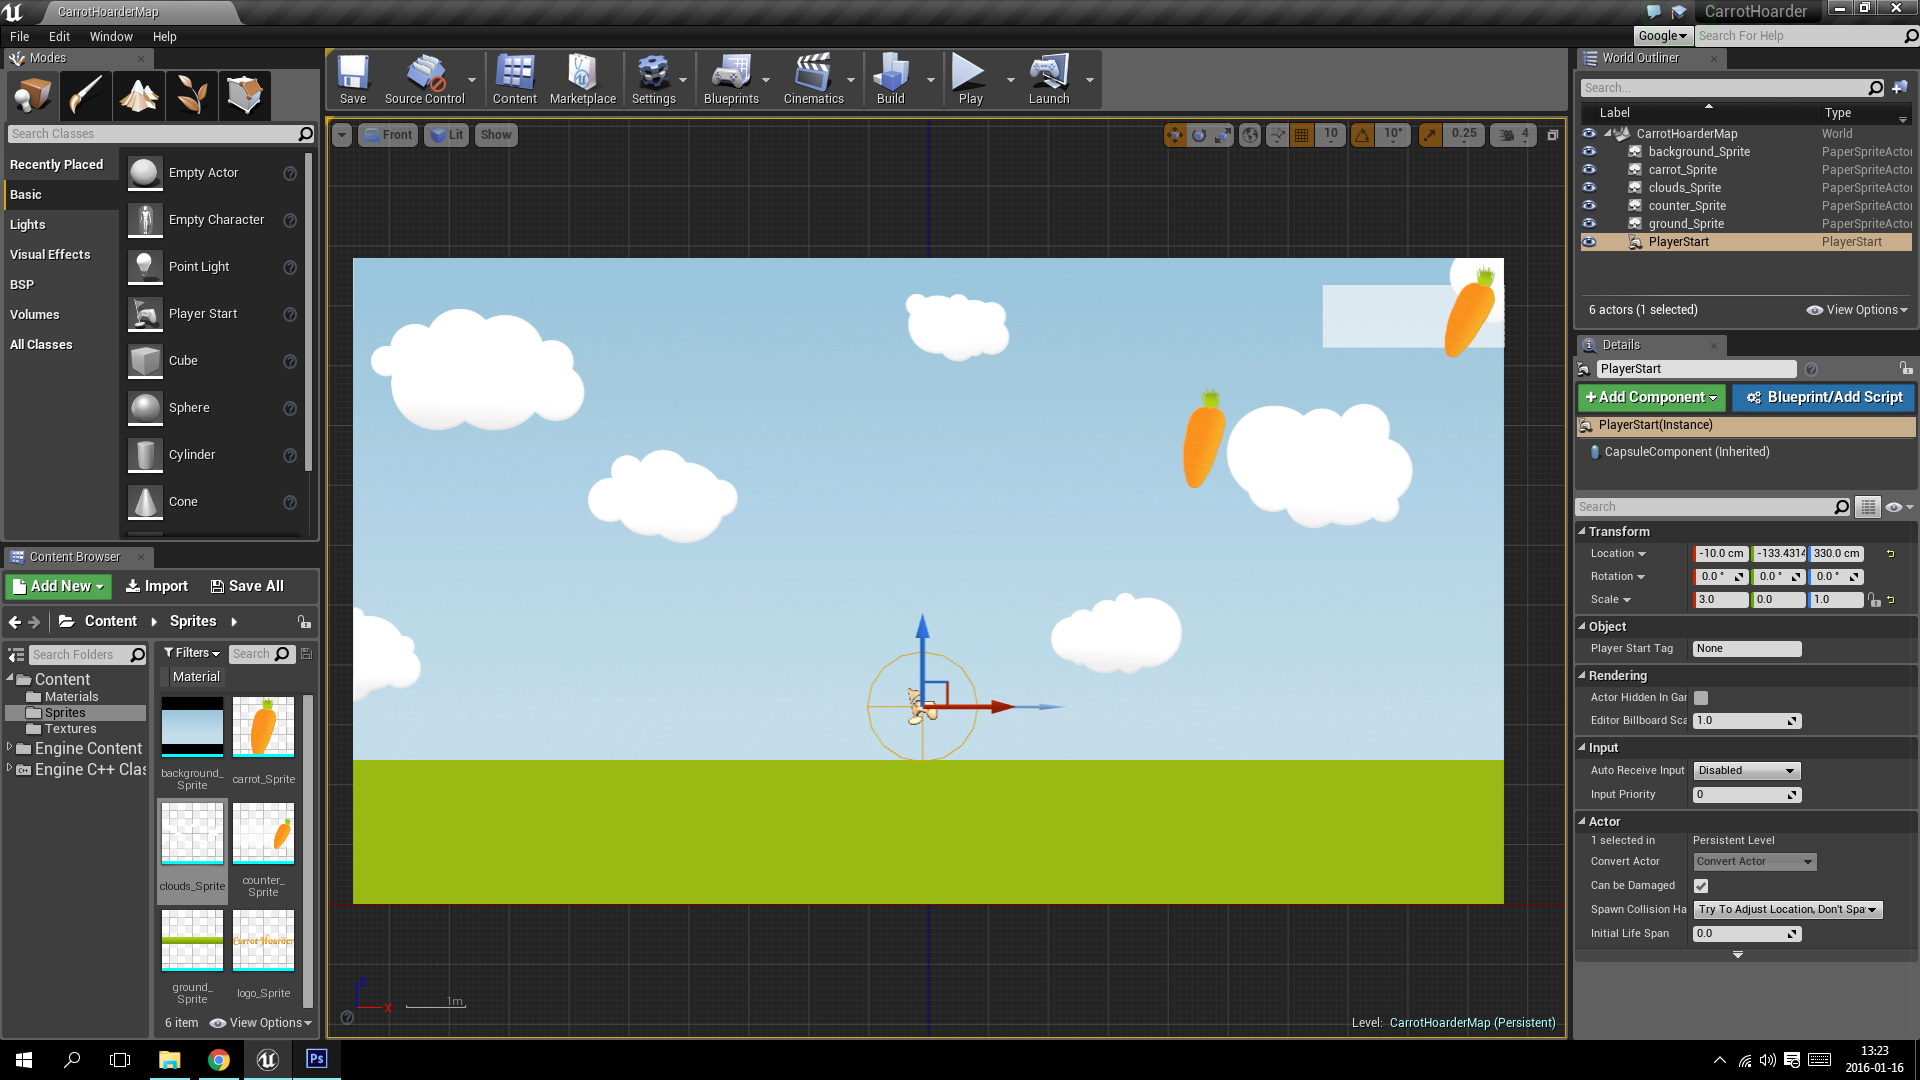 CarrotHoarderMap
CarrotHoarder
File Edit Window Help
Google
Search For Help
Modes
Search Classes
Recently Placed
Basic
Lights
Visual Effects
BSP
Volumes
All Classes
Empty Actor
Empty Character
Point Light
Player Start
Cube
Sphere
Cylinder
Cone
Save
Source Control
Content
Marketplace
Settings
Blueprints
Cinematics
Build
Play
Launch
Front
Lit
Show
10
10°
0.25
4
World Outliner
Search...
Label Type
CarrotHoarderMap World
background_Sprite PaperSpriteActor
carrot_Sprite PaperSpriteActor
clouds_Sprite PaperSpriteActor
counter_Sprite PaperSpriteActor
ground_Sprite PaperSpriteActor
PlayerStart PlayerStart
6 actors (1 selected)
View Options
Details
PlayerStart
+Add Component
Blueprint/Add Script
PlayerStart(Instance)
CapsuleComponent (Inherited)
Search
Transform
Location -10.0 cm -133.4314 330.0 cm
Rotation 0.0 ° 0.0 ° 0.0 °
Scale 3.0 0.0 1.0
Object
Player Start Tag None
Rendering
Actor Hidden In Gar
Editor Billboard Sca 1.0
Input
Auto Receive Input Disabled
Input Priority 0
Actor
1 selected in Persistent Level
Convert Actor Convert Actor
Can be Damaged
Spawn Collision Ha Try To Adjust Location, Don't Spa
Initial Life Span 0.0
Content Browser
Add New
Import
Save All
Content
Sprites
Search Folders
Filters
Search
Material
Content
Materials
Sprites
Textures
Engine Content
Engine C++ Clas
background_
Sprite
carrot_Sprite
clouds_Sprite
counter_
Sprite
ground_
Sprite
Carrot Hoarder
logo_Sprite
6 item
View Options
Z
X
1m
Level: CarrotHoarderMap (Persistent)
Ps
13:23
2016-01-16